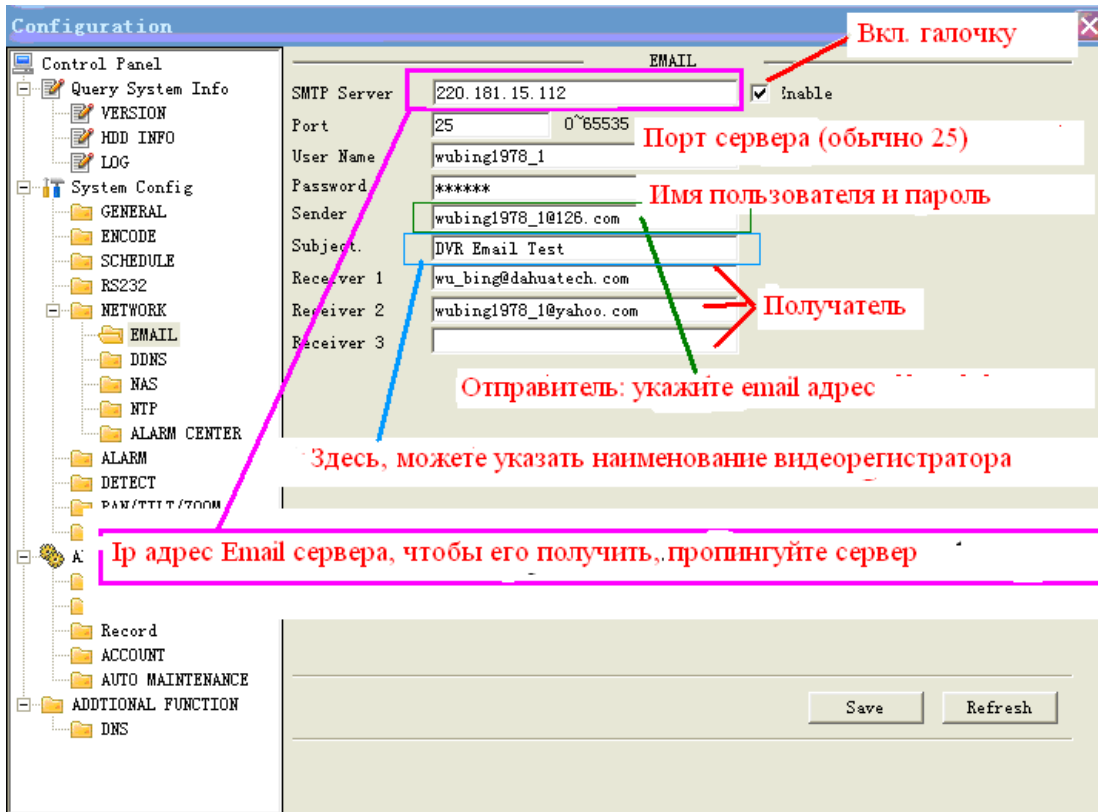 Configuration
Вкл. галочку
Control Panel
Query System Info
VERSION
HDD INFO
LOG
System Config
GENERAL
ENCODE
SCHEDULE
RS232
NETWORK
EMAIL
DDNS
NAS
NTP
ALARM CENTER
ALARM
DETECT
PAN/TILT/ZOOM
A
Record
ACCOUNT
AUTO MAINTENANCE
ADDTIONAL FUNCTION
DNS
EMAIL
SMTP Server 220.181.15.112 Enable
Port 25 0~65535
Порт сервера (обычно 25)
User Name wubing1978_1
Password ******
Имя пользователя и пароль
Sender wubing1978_1@126.com
Subject. DVR Email Test
Receiver 1 wu_bing@dahuatech.com
Receiver 2 wubing1978_1@yahoo.com
Получатель
Receiver 3
Отправитель: укажите email адрес
Здесь, можете указать наименование видеорегистратора
Ip адрес Email сервера, чтобы его получить, пропингуйте сервер
Save Refresh